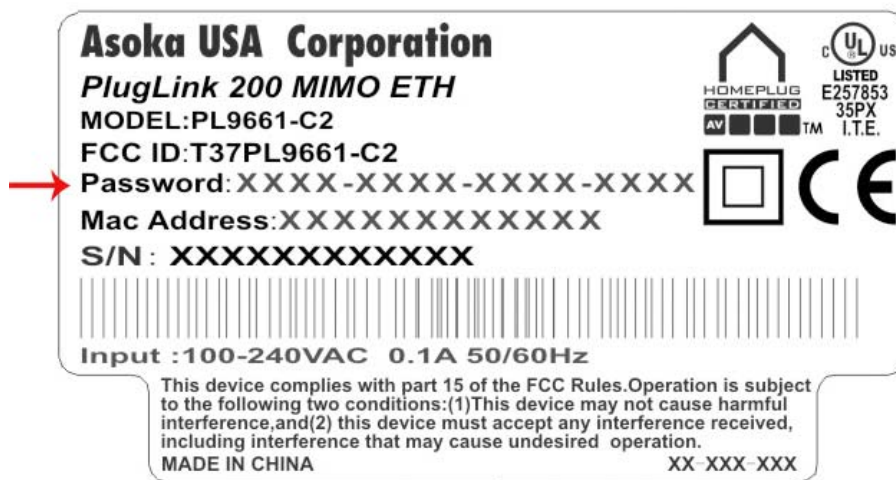 Asoka USA Corporation
PlugLink 200 MIMO ETH
MODEL:PL9661-C2
FCC ID:T37PL9661-C2
Password:XXXX-XXXX-XXXX-XXXX
Mac Address:XXXXXXXXXXXX
S/N: XXXXXXXXXXXX
HOMEPLUG
CERTIFIED
AV TM
C UL ® US
LISTED
E257853
35PX
I.T.E.
CE
Input :100-240VAC 0.1A 50/60Hz
This device complies with part 15 of the FCC Rules.Operation is subject
to the following two conditions:(1)This device may not cause harmful
interference,and(2) this device must accept any interference received,
including interference that may cause undesired operation.
MADE IN CHINA XX-XXX-XXX